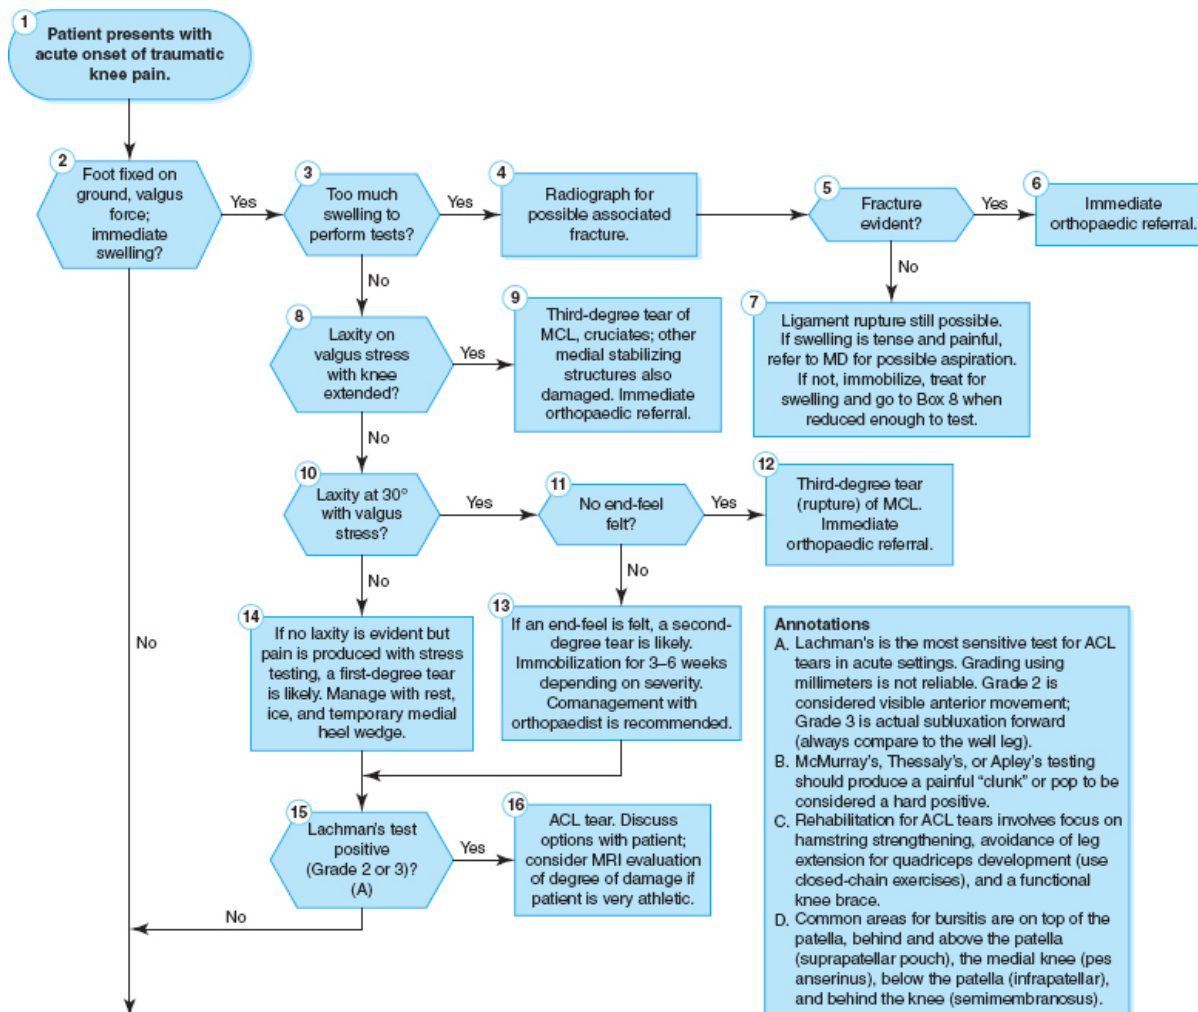 1
Patient presents with
acute onset of traumatic
knee pain.
2
Foot fixed on
ground, valgus
force;
immediate
swelling?
Yes
3
Too much
swelling to
perform tests?
Yes
4
Radiograph for
possible associated
fracture.
5
Fracture
evident?
Yes
6
Immediate
orthopaedic referral.
No
No
7
Ligament rupture still possible.
If swelling is tense and painful,
refer to MD for possible aspiration.
If not, immobilize, treat for
swelling and go to Box 8 when
reduced enough to test.
8
Laxity on
valgus stress
with knee
extended?
Yes
9
Third-degree tear of
MCL, cruciates; other
medial stabilizing
structures also
damaged. Immediate
orthopaedic referral.
No
10
Laxity at 30°
with valgus
stress?
Yes
11
No end-feel
felt?
Yes
12
Third-degree tear
(rupture) of MCL.
Immediate
orthopaedic referral.
No
No
14
If no laxity is evident but
pain is produced with stress
testing, a first-degree tear
is likely. Manage with rest,
ice, and temporary medial
heel wedge.
13
If an end-feel is felt, a second-
degree tear is likely.
Immobilization for 3–6 weeks
depending on severity.
Comanagement with
orthopaedist is recommended.
No
15
Lachman's test
positive
(Grade 2 or 3)?
(A)
Yes
16
ACL tear. Discuss
options with patient;
consider MRI evaluation
of degree of damage if
patient is very athletic.
No
Annotations
A. Lachman's is the most sensitive test for ACL
tears in acute settings. Grading using
millimeters is not reliable. Grade 2 is
considered visible anterior movement;
Grade 3 is actual subluxation forward
(always compare to the well leg).
B. McMurray's, Thessaly's, or Apley's testing
should produce a painful "clunk" or pop to be
considered a hard positive.
C. Rehabilitation for ACL tears involves focus on
hamstring strengthening, avoidance of leg
extension for quadriceps development (use
closed-chain exercises), and a functional
knee brace.
D. Common areas for bursitis are on top of the
patella, behind and above the patella
(suprapatellar pouch), the medial knee (pes
anserinus), below the patella (infrapatellar),
and behind the knee (semimembranosus).